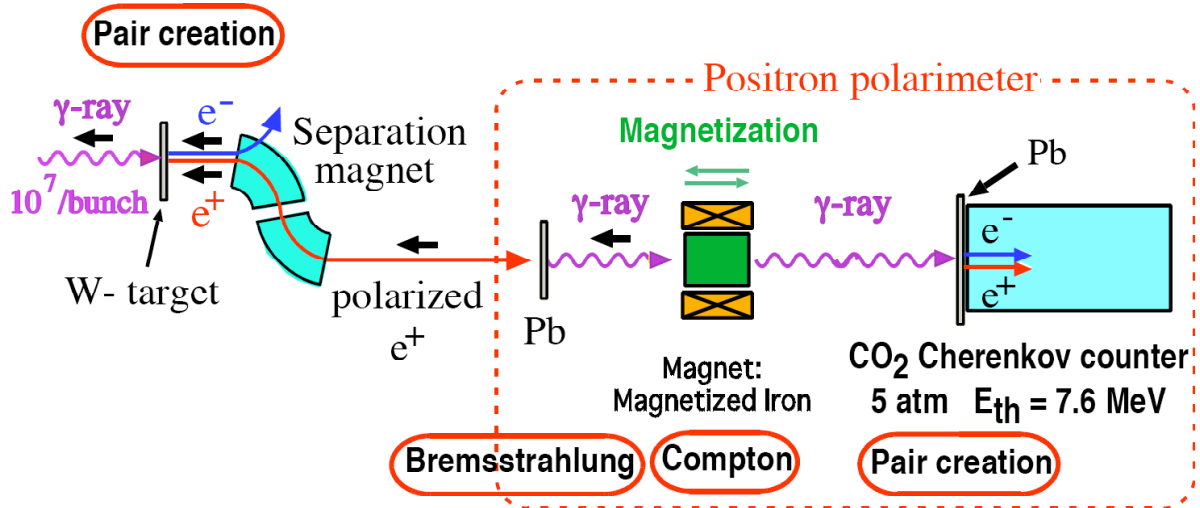 Pair creation
γ-ray
10⁷/bunch
e⁻
e⁺
Separation
magnet
W- target
polarized
e⁺
Positron polarimeter
Magnetization
Pb
γ-ray
γ-ray
Pb
e⁻
e⁺
Magnet:
Magnetized Iron
CO₂ Cherenkov counter
5 atm Eth = 7.6 MeV
Bremsstrahlung
Compton
Pair creation